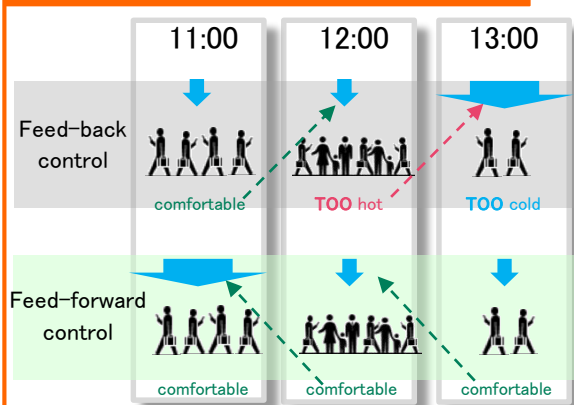 11:00 12:00 13:00
Feed-back
control
comfortable TOO hot TOO cold
Feed-forward
control
comfortable comfortable comfortable